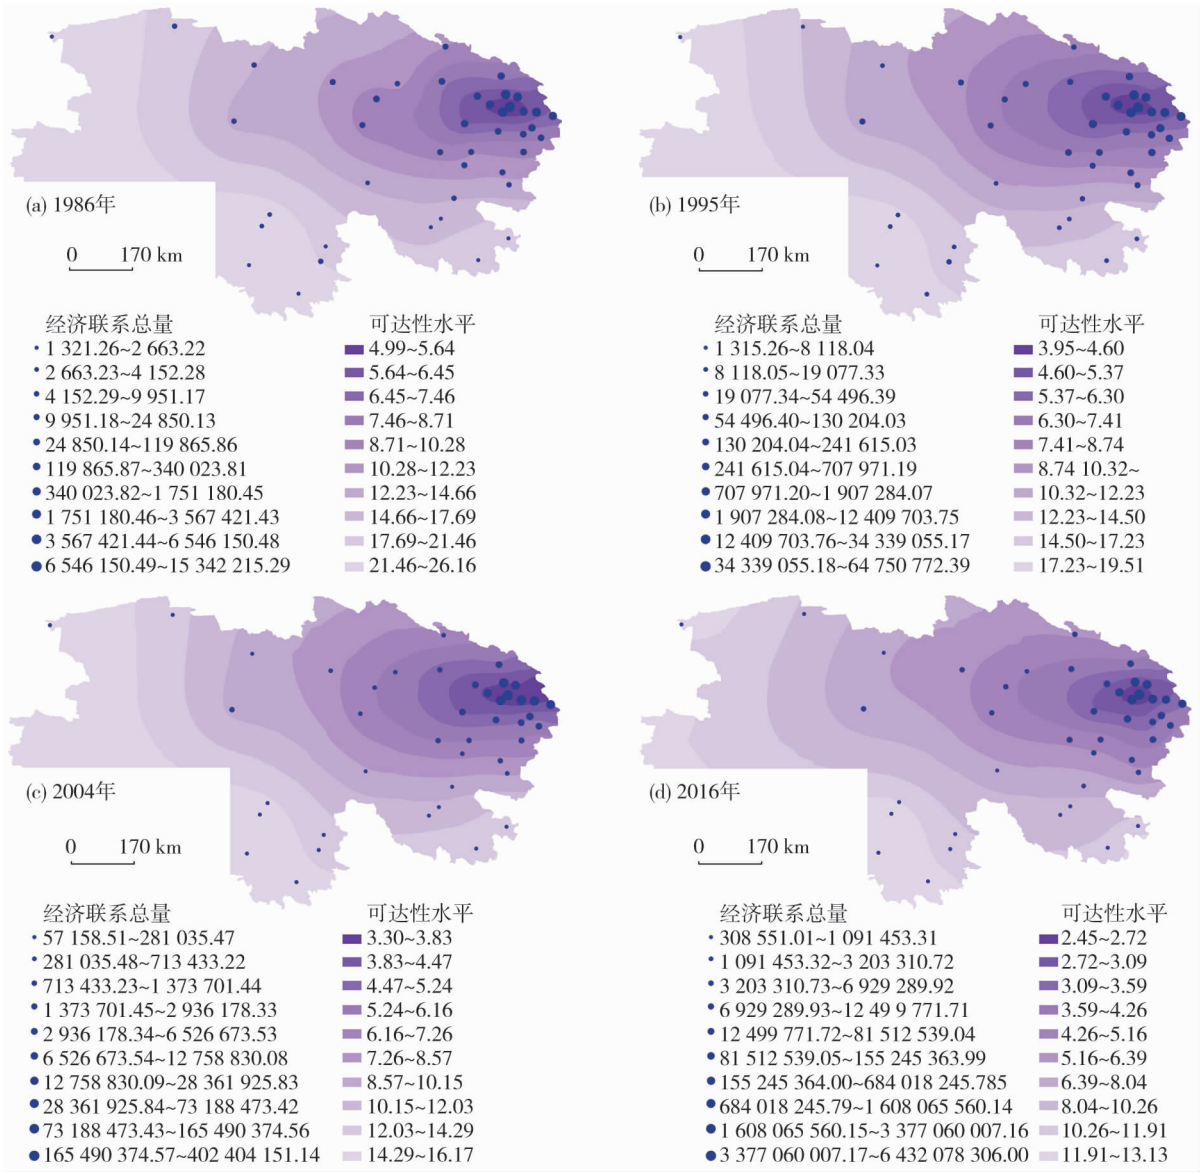 (a) 1986年
0 170 km
经济联系总量 可达性水平
1 321.26~2 663.22 4.99~5.64
2 663.23~4 152.28 5.64~6.45
4 152.29~9 951.17 6.45~7.46
9 951.18~24 850.13 7.46~8.71
24 850.14~119 865.86 8.71~10.28
119 865.87~340 023.81 10.28~12.23
340 023.82~1 751 180.45 12.23~14.66
1 751 180.46~3 567 421.43 14.66~17.69
3 567 421.44~6 546 150.48 17.69~21.46
6 546 150.49~15 342 215.29 21.46~26.16
(b) 1995年
0 170 km
经济联系总量 可达性水平
1 315.26~8 118.04 3.95~4.60
8 118.05~19 077.33 4.60~5.37
19 077.34~54 496.39 5.37~6.30
54 496.40~130 204.03 6.30~7.41
130 204.04~241 615.03 7.41~8.74
241 615.04~707 971.19 8.74 10.32~
707 971.20~1 907 284.07 10.32~12.23
1 907 284.08~12 409 703.75 12.23~14.50
12 409 703.76~34 339 055.17 14.50~17.23
34 339 055.18~64 750 772.39 17.23~19.51
(c) 2004年
0 170 km
经济联系总量 可达性水平
57 158.51~281 035.47 3.30~3.83
281 035.48~713 433.22 3.83~4.47
713 433.23~1 373 701.44 4.47~5.24
1 373 701.45~2 936 178.33 5.24~6.16
2 936 178.34~6 526 673.53 6.16~7.26
6 526 673.54~12 758 830.08 7.26~8.57
12 758 830.09~28 361 925.83 8.57~10.15
28 361 925.84~73 188 473.42 10.15~12.03
73 188 473.43~165 490 374.56 12.03~14.29
165 490 374.57~402 404 151.14 14.29~16.17
(d) 2016年
0 170 km
经济联系总量 可达性水平
308 551.01~1 091 453.31 2.45~2.72
1 091 453.32~3 203 310.72 2.72~3.09
3 203 310.73~6 929 289.92 3.09~3.59
6 929 289.93~12 49 9 771.71 3.59~4.26
12 499 771.72~81 512 539.04 4.26~5.16
81 512 539.05~155 245 363.99 5.16~6.39
155 245 364.00~684 018 245.785 6.39~8.04
684 018 245.79~1 608 065 560.14 8.04~10.26
1 608 065 560.15~3 377 060 007.16 10.26~11.91
3 377 060 007.17~6 432 078 306.00 11.91~13.13